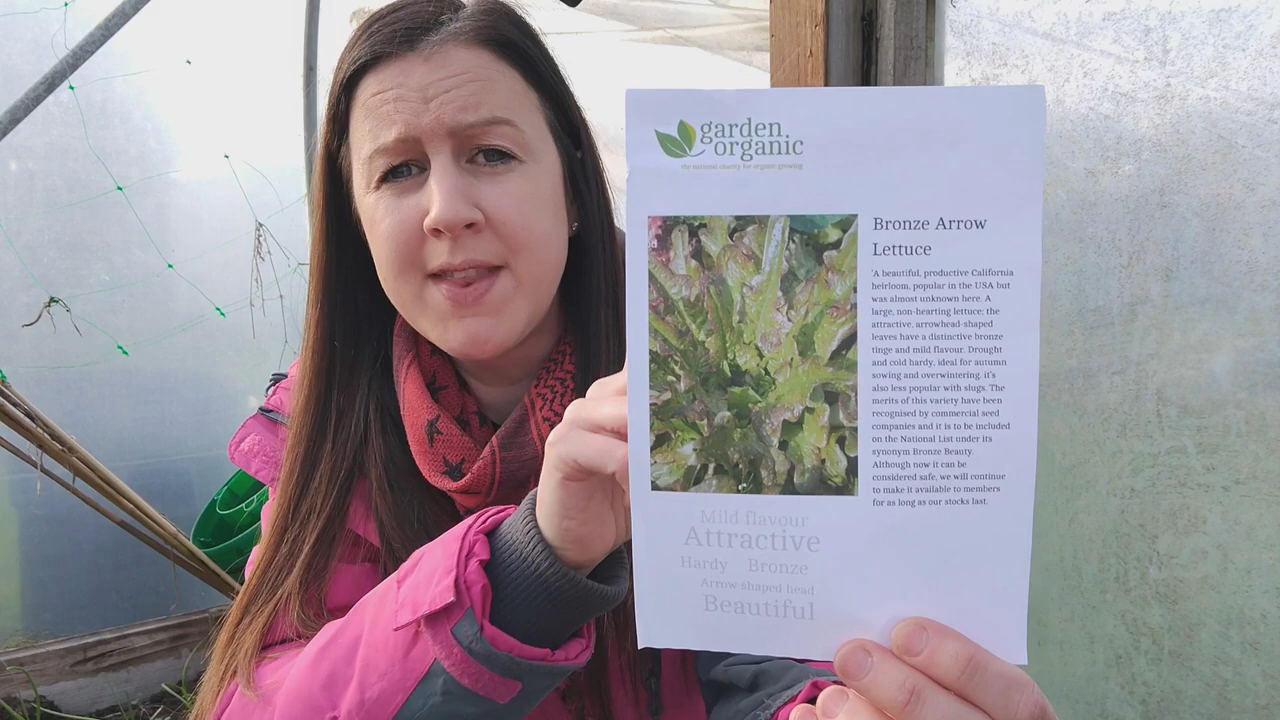 garden
organic
the national charity for organic growing
Bronze Arrow
Lettuce
'A beautiful, productive California
heirloom, popular in the USA but
was almost unknown here. A
large, non-hearting lettuce; the
attractive, arrowhead-shaped
leaves have a distinctive bronze
tinge and mild flavour. Drought
and cold hardy, ideal for autumn
sowing and overwintering, it's
also less popular with slugs. The
merits of this variety have been
recognised by commercial seed
companies and it is to be included
on the National List under its
synonym Bronze Beauty.
Although now it can be
considered safe, we will continue
to make it available to members
for as long as our stocks last.
Mild flavour
Attractive
Hardy Bronze
Arrow shaped head
Beautiful